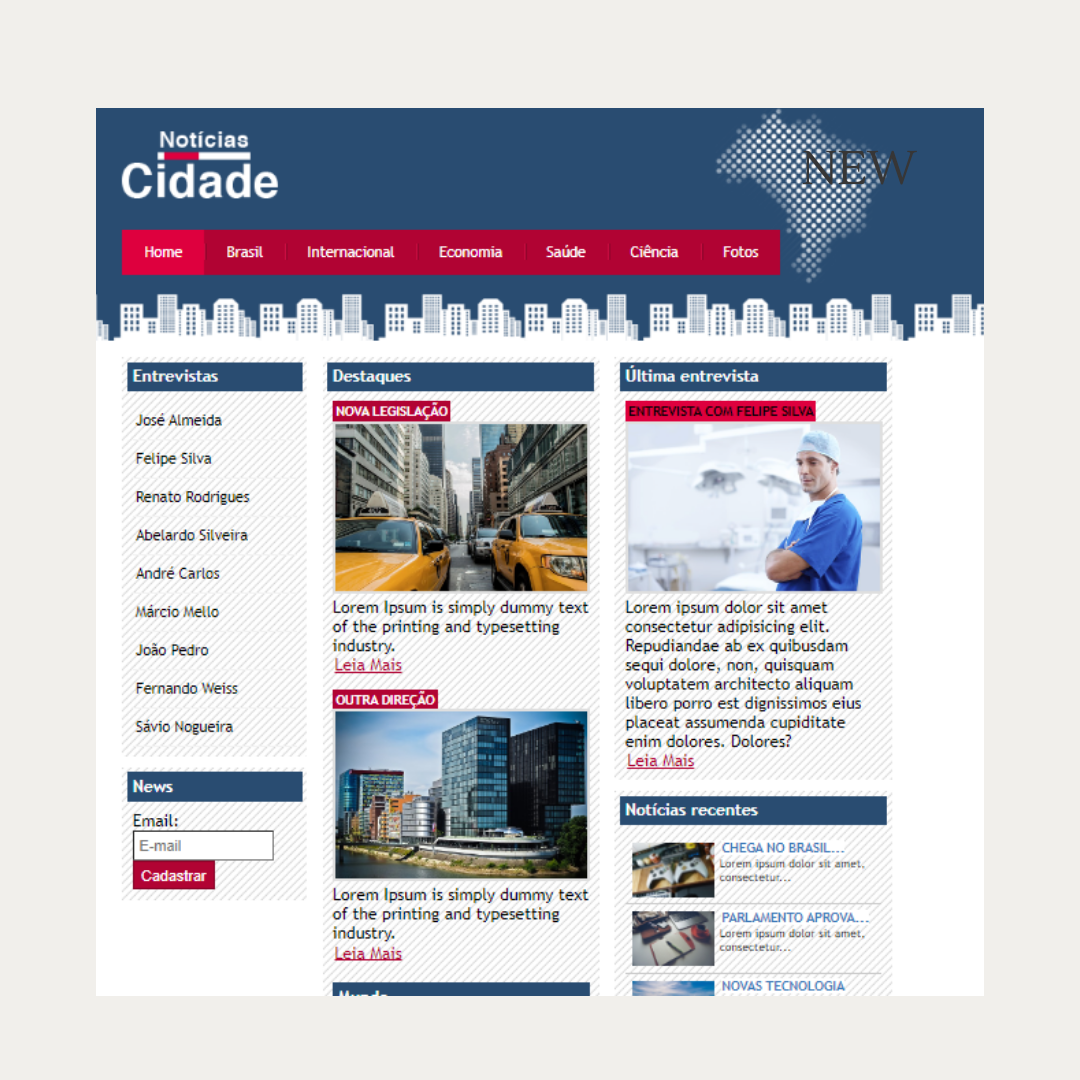 Notícias
Cidade
NEW
Home Brasil Internacional Economia Saúde Ciência Fotos
Entrevistas
José Almeida
Felipe Silva
Renato Rodrigues
Abelardo Silveira
André Carlos
Márcio Mello
João Pedro
Fernando Weiss
Sávio Nogueira
News
Email:
E-mail
Cadastrar
Destaques
NOVA LEGISLAÇÃO
Lorem Ipsum is simply dummy text
of the printing and typesetting
industry.
Leia Mais
OUTRA DIREÇÃO
Lorem Ipsum is simply dummy text
of the printing and typesetting
industry.
Leia Mais
Mundo
Última entrevista
ENTREVISTA COM FELIPE SILVA
Lorem ipsum dolor sit amet
consectetur adipisicing elit.
Repudiandae ab ex quibusdam
sequi dolore, non, quisquam
voluptatem architecto aliquam
libero porro est dignissimos eius
placeat assumenda cupiditate
enim dolores. Dolores?
Leia Mais
Notícias recentes
CHEGA NO BRASIL...
Lorem ipsum dolor sit amet,
consectetur...
PARLAMENTO APROVA...
Lorem ipsum dolor sit amet,
consectetur...
NOVAS TECNOLOGIA